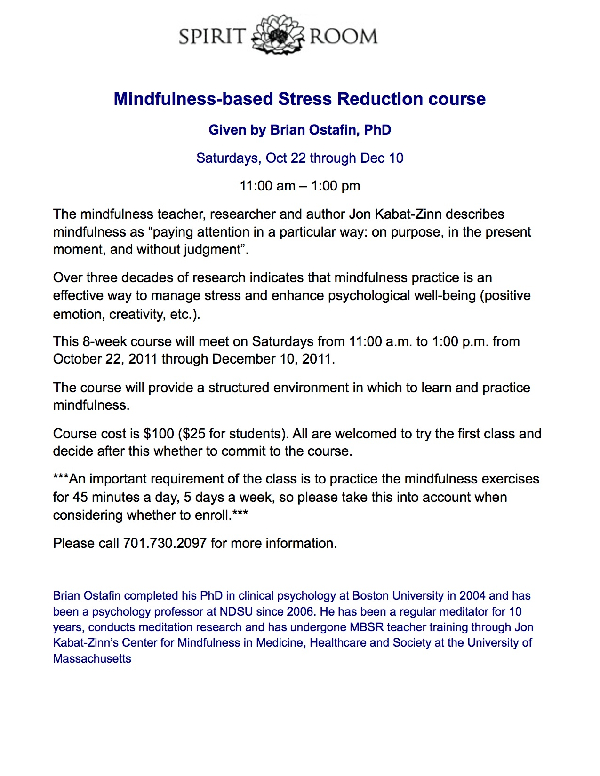 SPIRIT ROOM
Mindfulness-based Stress Reduction course
Given by Brian Ostafin, PhD
Saturdays, Oct 22 through Dec 10
11:00 am – 1:00 pm
The mindfulness teacher, researcher and author Jon Kabat-Zinn describes
mindfulness as “paying attention in a particular way: on purpose, in the present
moment, and without judgment”.
Over three decades of research indicates that mindfulness practice is an
effective way to manage stress and enhance psychological well-being (positive
emotion, creativity, etc.).
This 8-week course will meet on Saturdays from 11:00 a.m. to 1:00 p.m. from
October 22, 2011 through December 10, 2011.
The course will provide a structured environment in which to learn and practice
mindfulness.
Course cost is $100 ($25 for students). All are welcomed to try the first class and
decide after this whether to commit to the course.
***An important requirement of the class is to practice the mindfulness exercises
for 45 minutes a day, 5 days a week, so please take this into account when
considering whether to enroll.***
Please call 701.730.2097 for more information.
Brian Ostafin completed his PhD in clinical psychology at Boston University in 2004 and has
been a psychology professor at NDSU since 2006. He has been a regular meditator for 10
years, conducts meditation research and has undergone MBSR teacher training through Jon
Kabat-Zinn’s Center for Mindfulness in Medicine, Healthcare and Society at the University of
Massachusetts